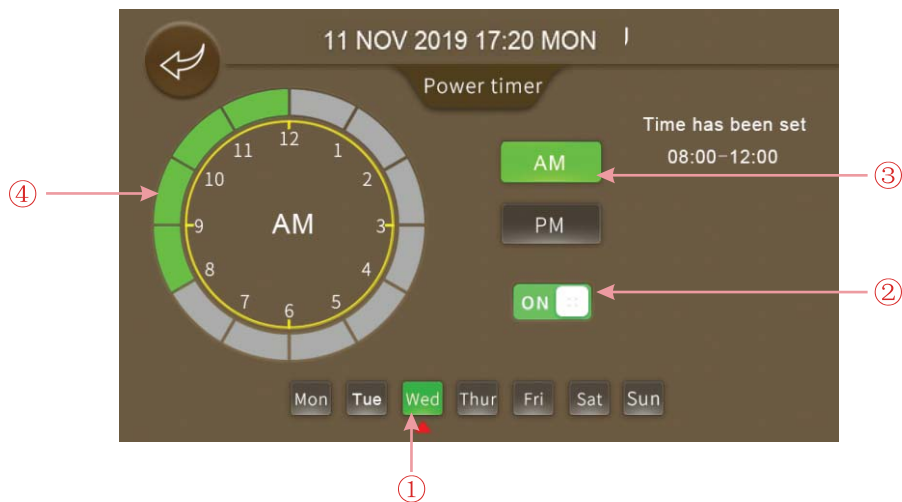 11 NOV 2019 17:20 MON
Power timer
Time has been set
08:00-12:00
AM
③
④
12
11
1
10
2
9
AM
3
PM
8
4
7
5
6
ON
②
Mon Tue Wed Thur Fri Sat Sun
①